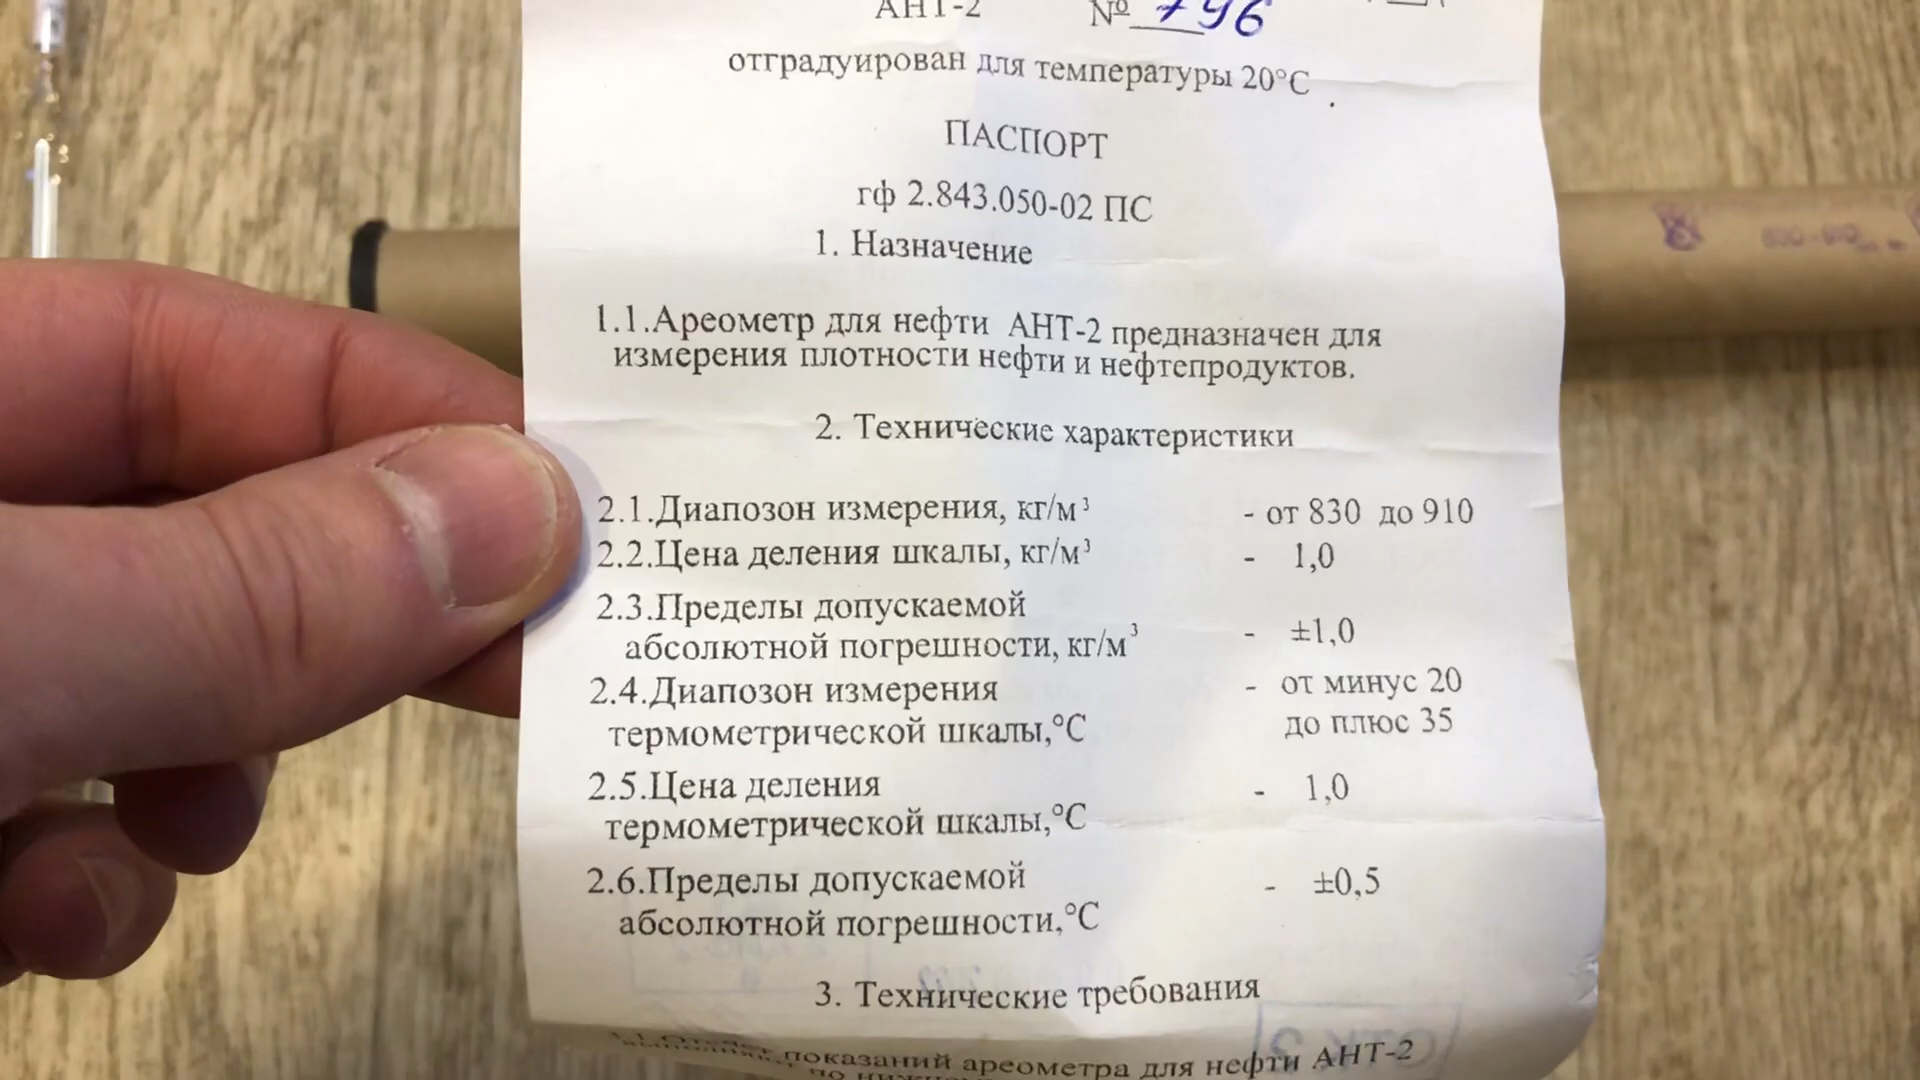 АНТ-2 № 796
отградуирован для температуры 20°С
ПАСПОРТ
гф 2.843.050-02 ПС
1. Назначение
1.1.Ареометр для нефти АНТ-2 предназначен для
измерения плотности нефти и нефтепродуктов.
2. Технические характеристики
2.1.Диапозон измерения, кг/м³ - от 830 до 910
2.2.Цена деления шкалы, кг/м³ - 1,0
2.3.Пределы допускаемой
абсолютной погрешности, кг/м³ - ±1,0
2.4.Диапозон измерения - от минус 20
термометрической шкалы,°С до плюс 35
2.5.Цена деления - 1,0
термометрической шкалы,°С
2.6.Пределы допускаемой - ±0,5
абсолютной погрешности,°С
3. Технические требования
показаний ареометра для нефти АНТ-2